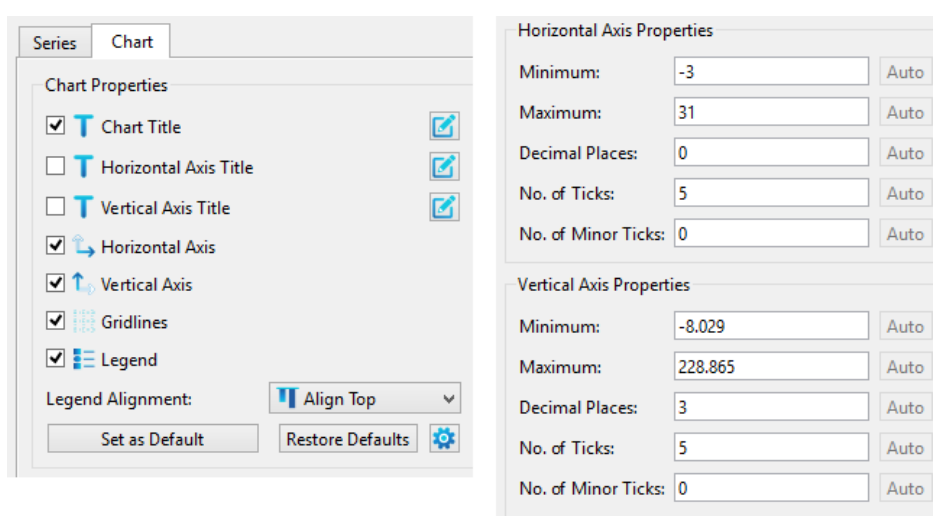 Series Chart
Chart Properties
Chart Title
Horizontal Axis Title
Vertical Axis Title
Horizontal Axis
Vertical Axis
Gridlines
Legend
Legend Alignment: Align Top
Set as Default Restore Defaults
Horizontal Axis Properties
Minimum: -3 Auto
Maximum: 31 Auto
Decimal Places: 0 Auto
No. of Ticks: 5 Auto
No. of Minor Ticks: 0 Auto
Vertical Axis Properties
Minimum: -8.029 Auto
Maximum: 228.865 Auto
Decimal Places: 3 Auto
No. of Ticks: 5 Auto
No. of Minor Ticks: 0 Auto